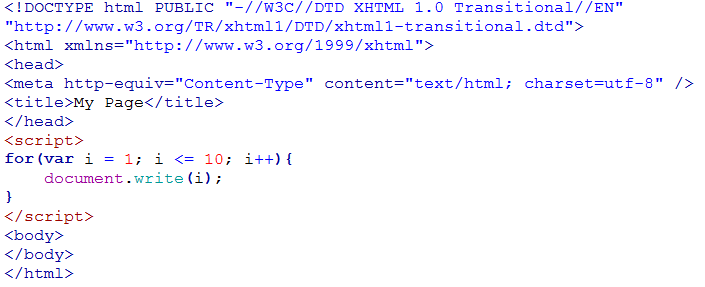 <!DOCTYPE html PUBLIC "-//W3C//DTD XHTML 1.0 Transitional//EN"
"http://www.w3.org/TR/xhtml1/DTD/xhtml1-transitional.dtd">
<html xmlns="http://www.w3.org/1999/xhtml">
<head>
<meta http-equiv="Content-Type" content="text/html; charset=utf-8" />
<title>My Page</title>
</head>
<script>
for(var i = 1; i <= 10; i++){
    document.write(i);
}
</script>
<body>
</body>
</html>